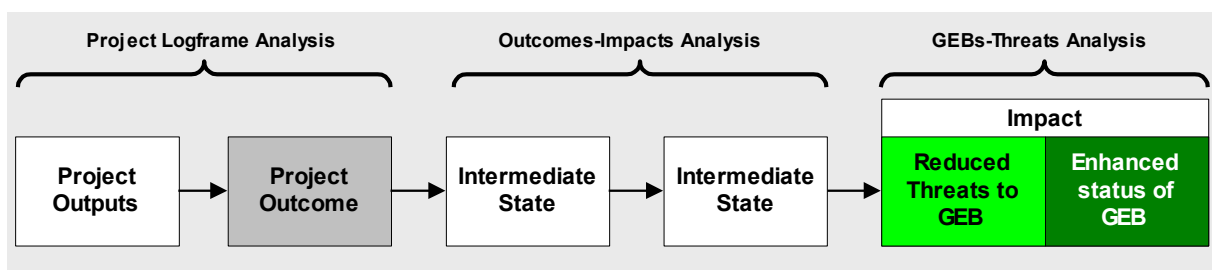 Project Logframe Analysis
Outcomes-Impacts Analysis
GEBs-Threats Analysis
Project
Outputs
Project
Outcome
Intermediate
State
Intermediate
State
Impact
Reduced
Threats to
GEB
Enhanced
status of
GEB